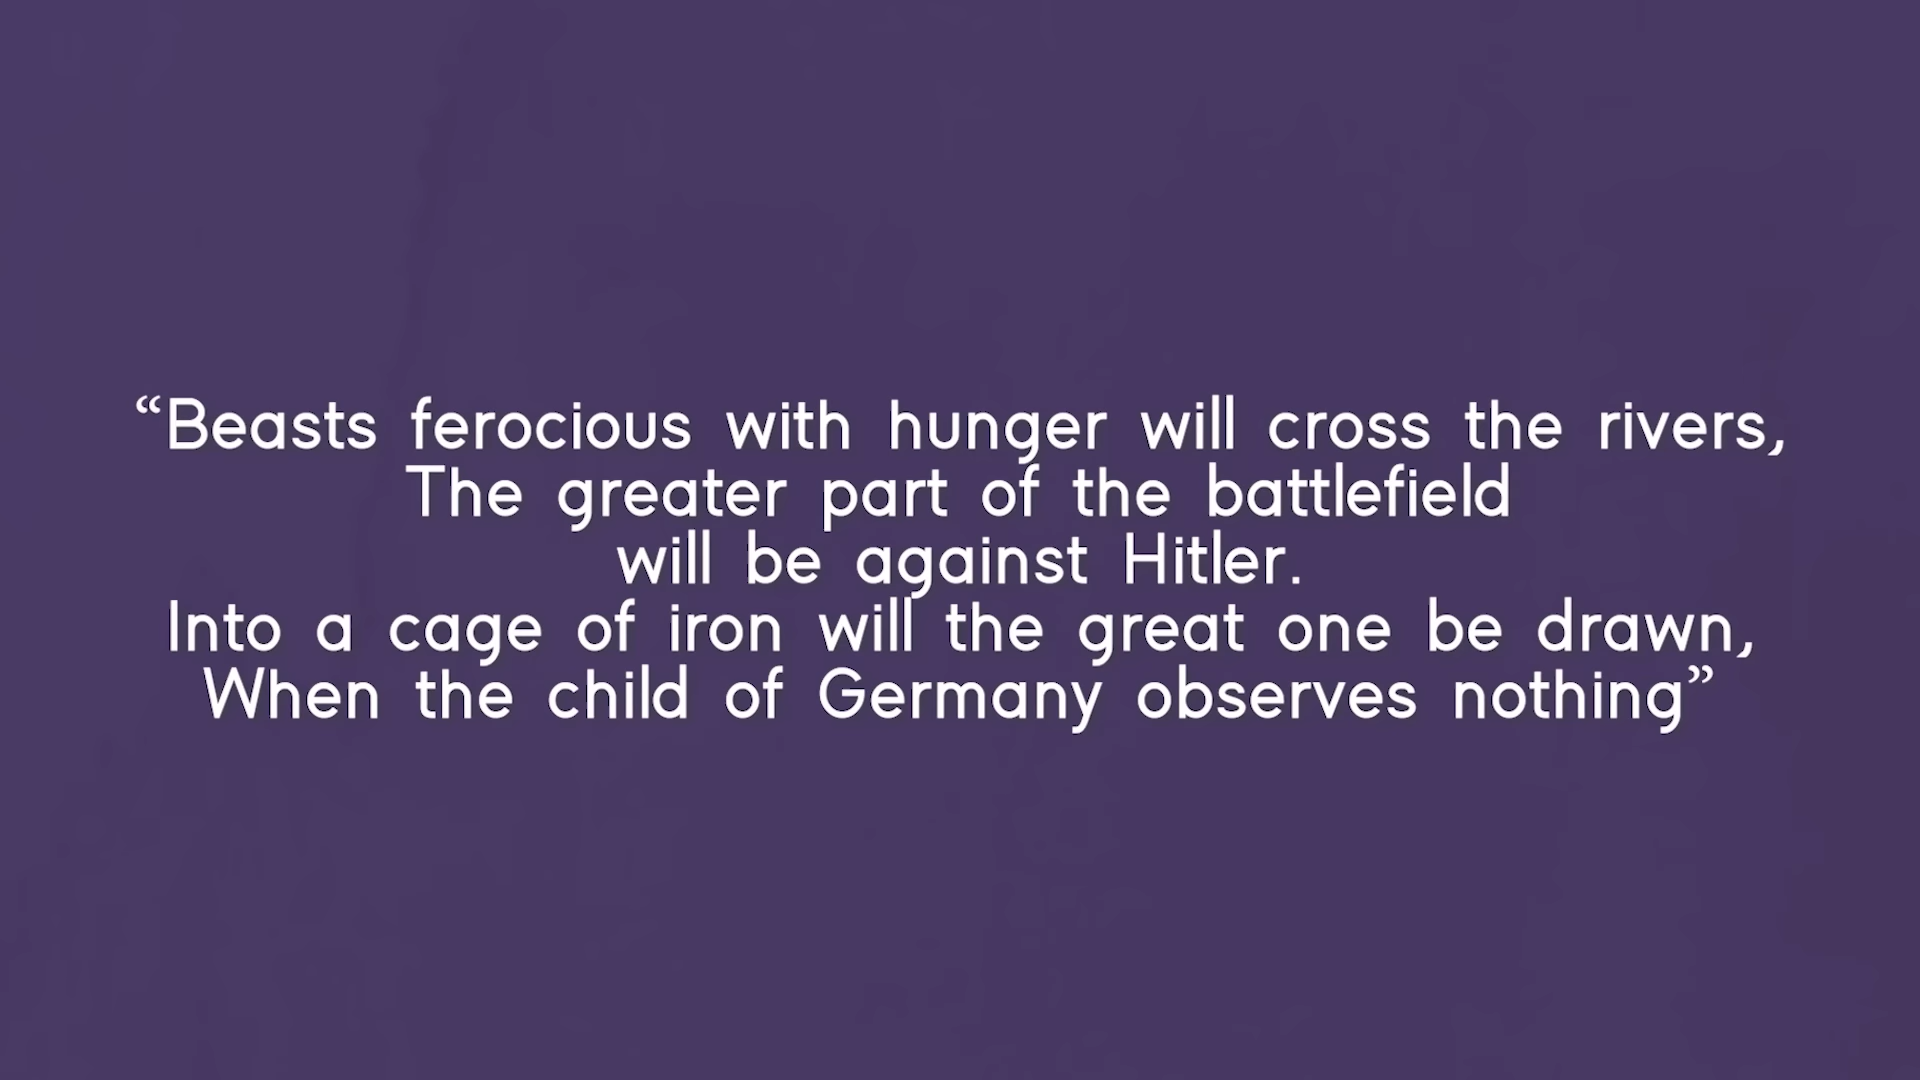 “Beasts ferocious with hunger will cross the rivers,
The greater part of the battlefield
will be against Hitler.
Into a cage of iron will the great one be drawn,
When the child of Germany observes nothing”